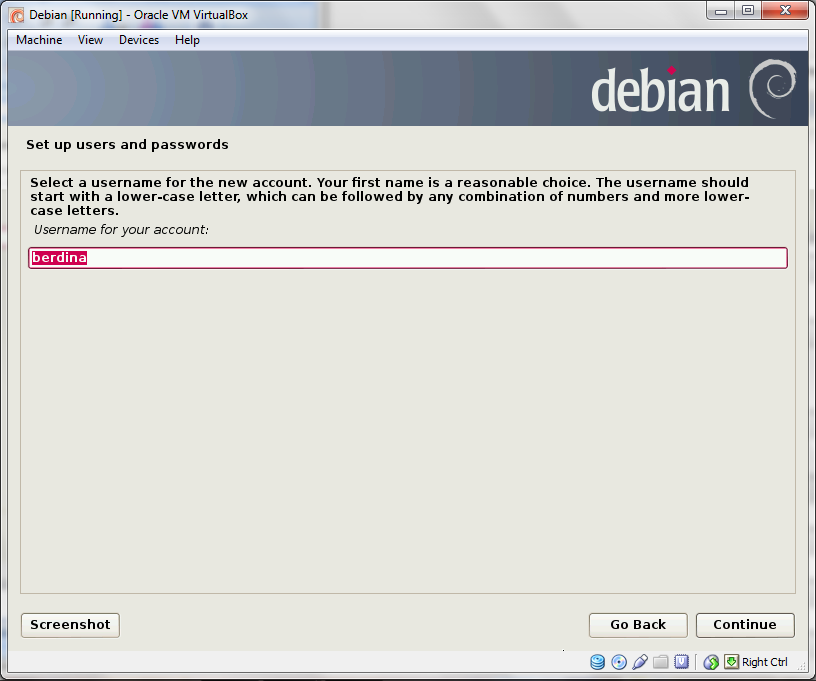 Debian [Running] - Oracle VM VirtualBox
Machine View Devices Help
debian
Set up users and passwords
Select a username for the new account. Your first name is a reasonable choice. The username should
start with a lower-case letter, which can be followed by any combination of numbers and more lower-
case letters.
Username for your account:
berdina
Screenshot Go Back Continue
Right Ctrl